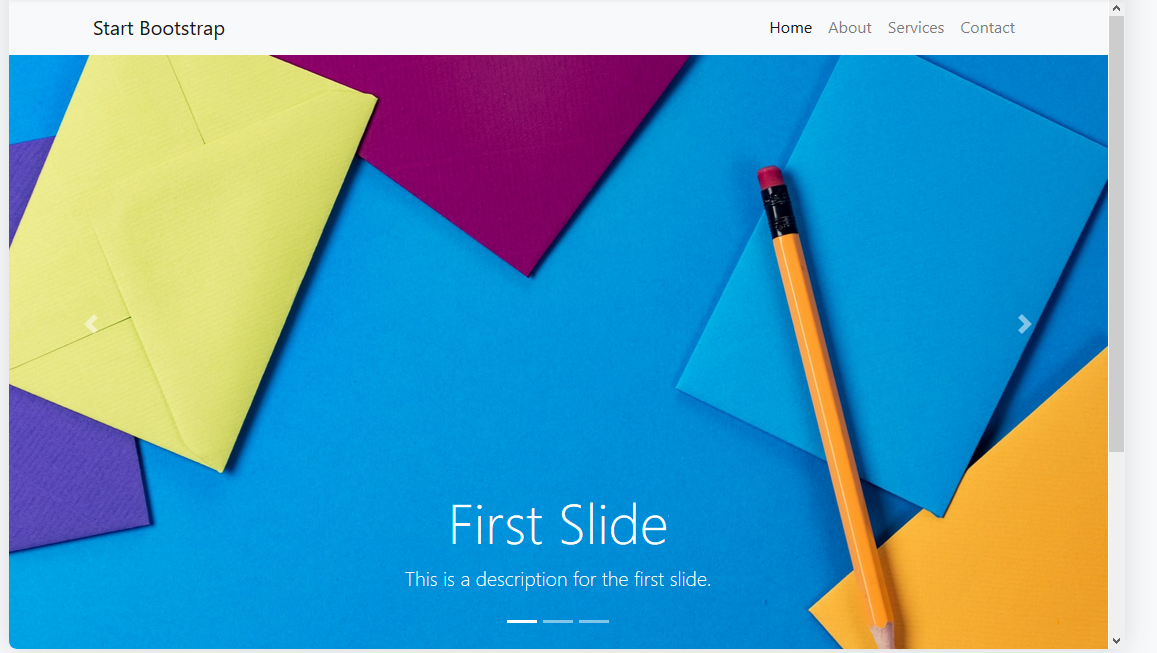 Start Bootstrap
Home About Services Contact
First Slide
This is a description for the first slide.